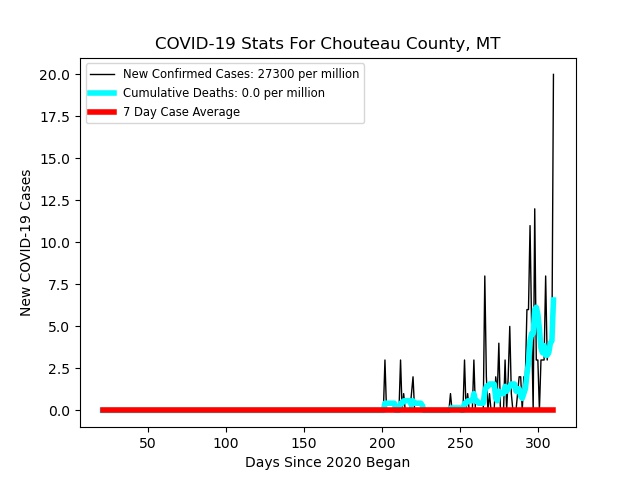 COVID-19 Stats For Chouteau County, MT
New Confirmed Cases: 27300 per million
Cumulative Deaths: 0.0 per million
7 Day Case Average
20.0
17.5
15.0
12.5
10.0
7.5
5.0
2.5
0.0
New COVID-19 Cases
50 100 150 200 250 300
Days Since 2020 Began